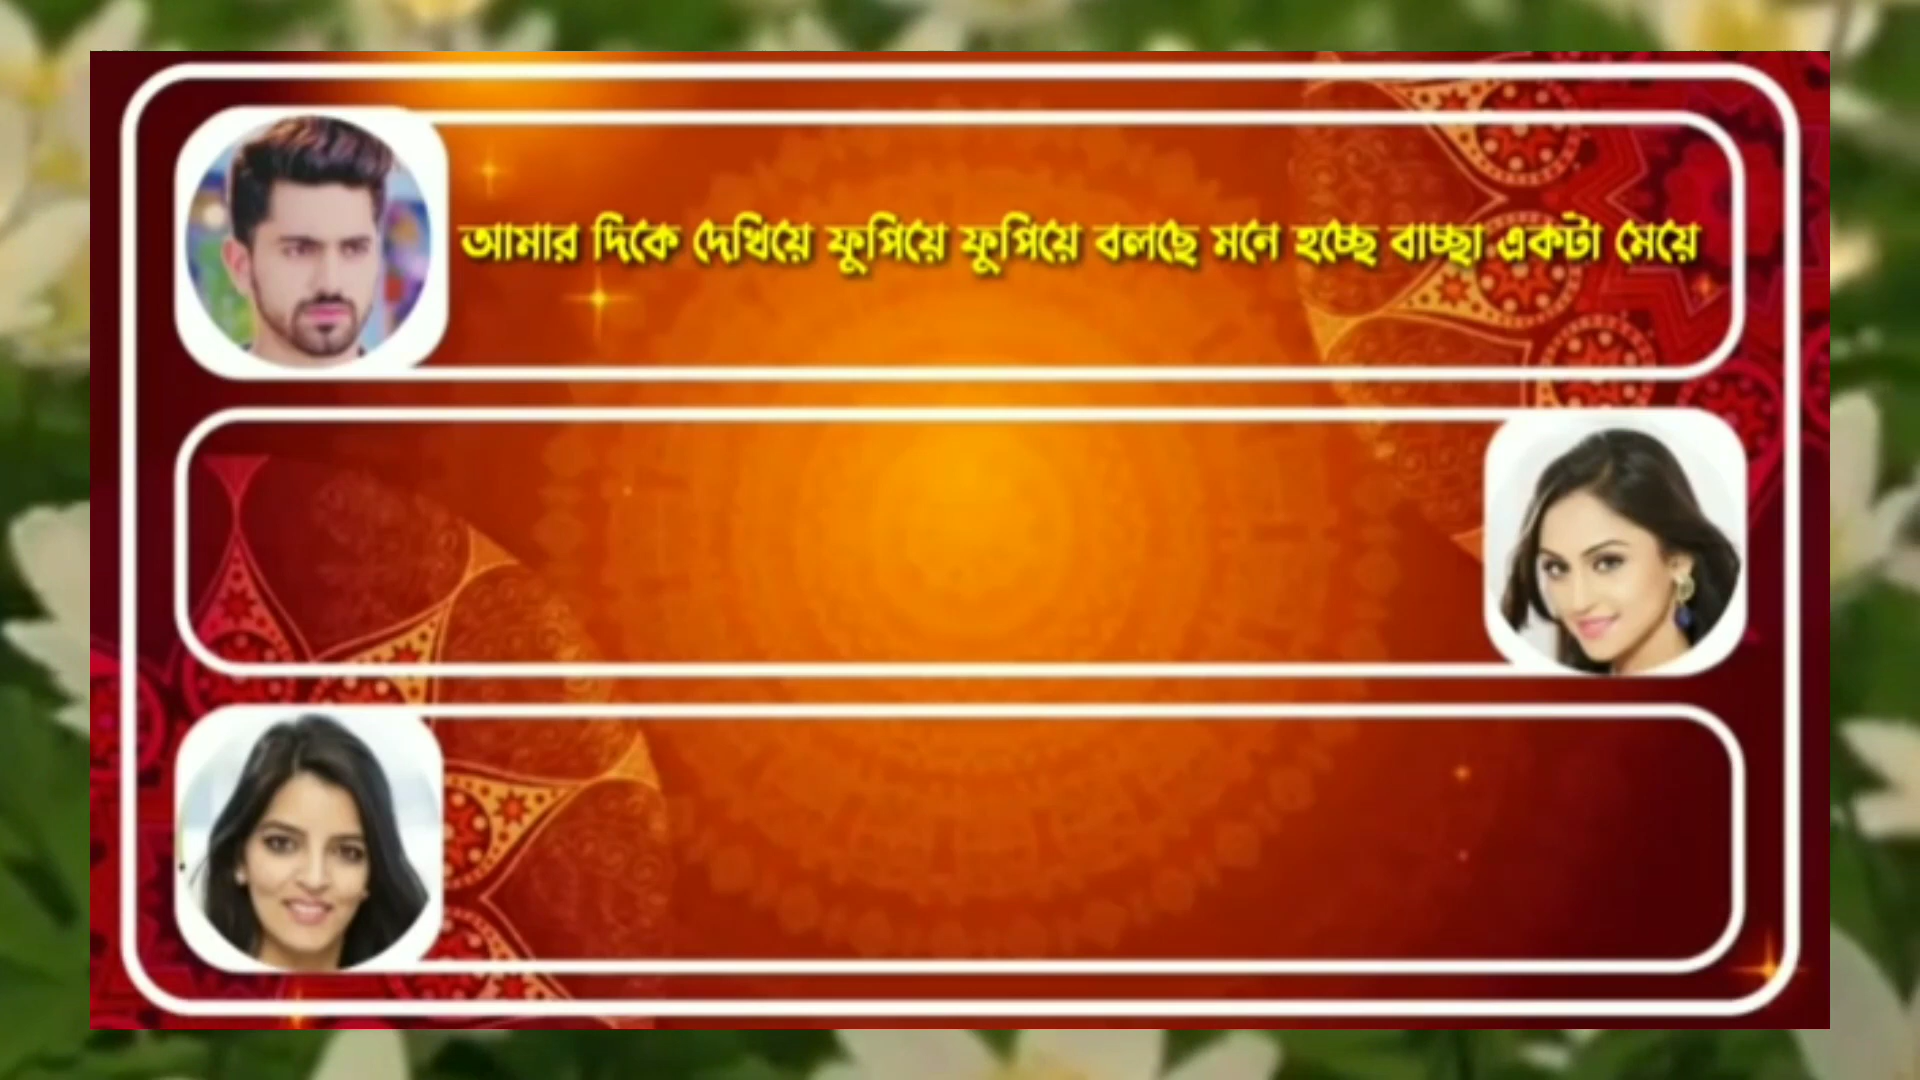 আমার দিকে দেখিয়ে ফুপিয়ে ফুপিয়ে বলছে মনে হচ্ছে বাচ্ছা একটা মেয়ে